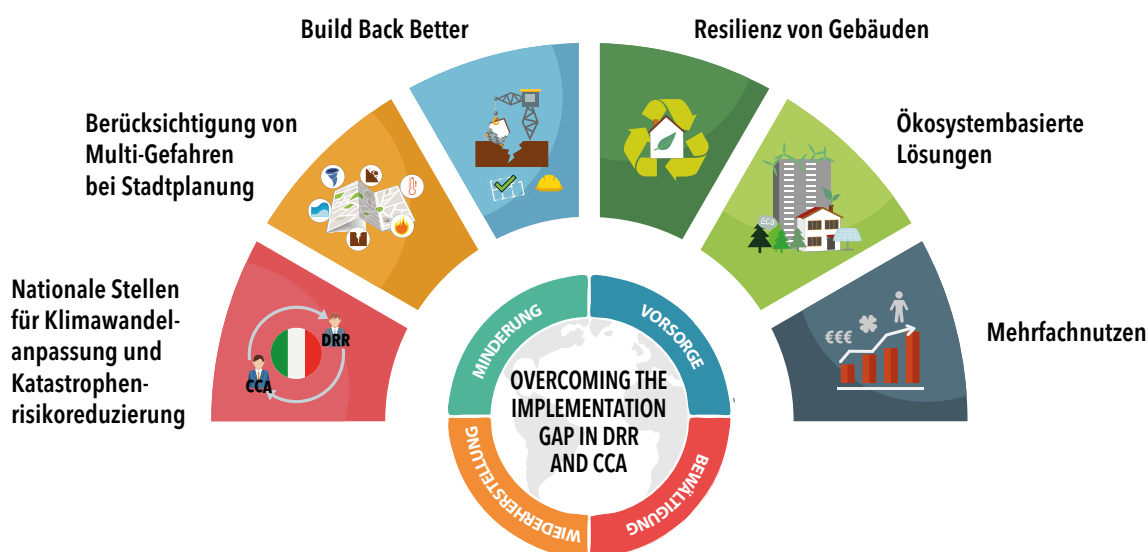 Build Back Better
Resilienz von Gebäuden
Berücksichtigung von
Multi-Gefahren
bei Stadtplanung
Ökosystembasierte
Lösungen
ECO
Nationale Stellen
für Klimawandel-
anpassung und
Katastrophen-
risikoreduzierung
DRR
CCA
€€€
Mehrfachnutzen
MINDERUNG
VORSORGE
OVERCOMING THE
IMPLEMENTATION
GAP IN DRR
AND CCA
WIEDERHERSTELLUNG
BEWÄLTIGUNG